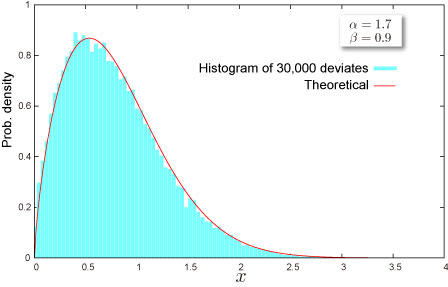 α = 1.7
β = 0.9
Histogram of 30,000 deviates
Theoretical
Prob. density
1
0.8
0.6
0.4
0.2
0
0 0.5 1 1.5 2 2.5 3 3.5 4
x